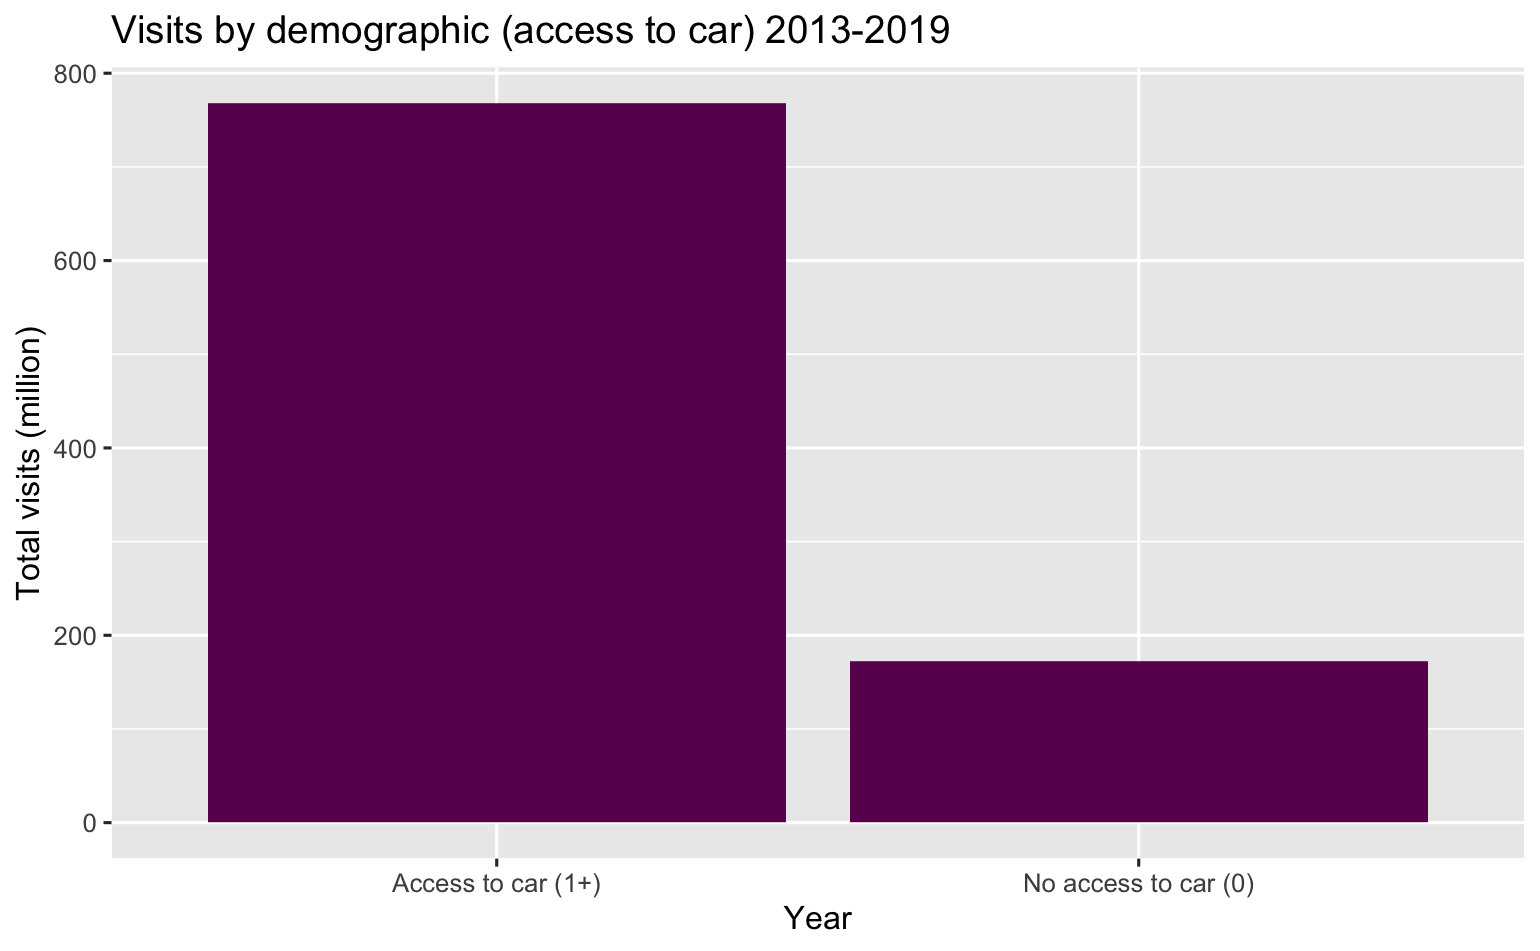 Visits by demographic (access to car) 2013-2019
Total visits (million)
800
600
400
200
0
Access to car (1+)
No access to car (0)
Year